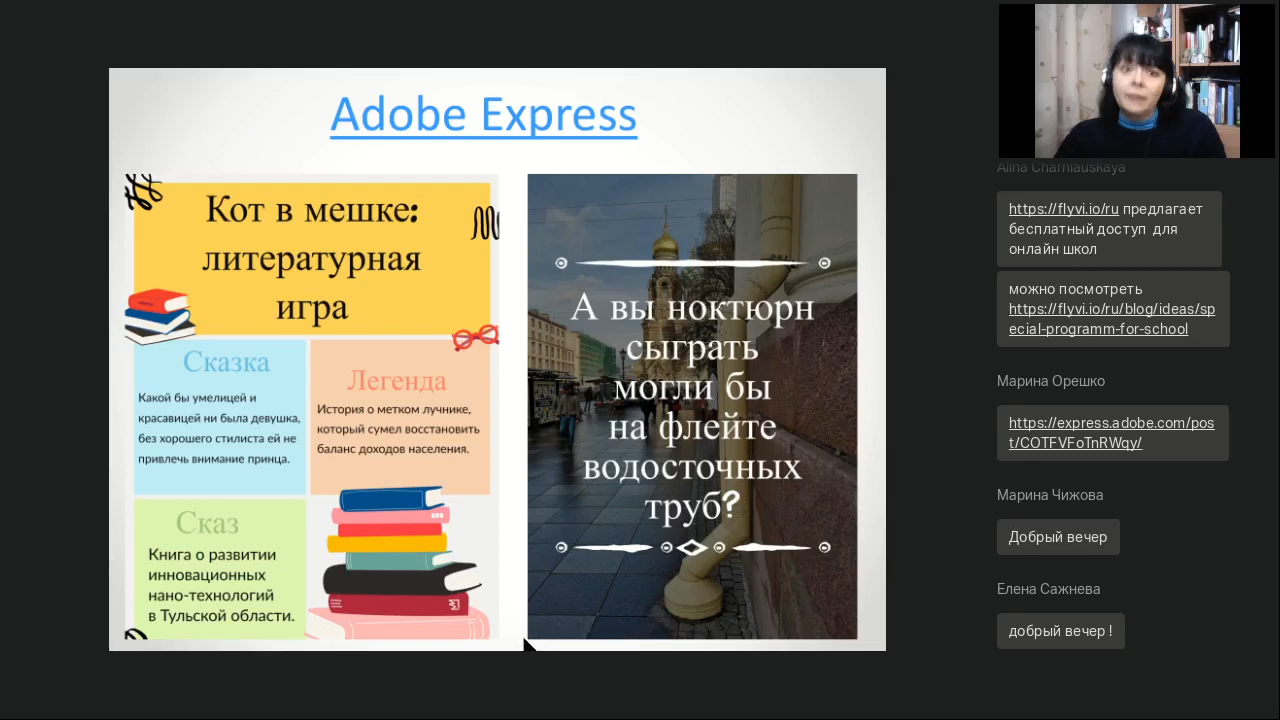 Adobe Express
Кот в мешке:
литературная
игра
Сказка
Какой бы умелицей и
красавицей ни была девушка,
без хорошего стилиста ей не
привлечь внимание принца.
Легенда
История о метком лучнике,
который сумел восстановить
баланс доходов населения.
Сказ
Книга о развитии
инновационных
нано-технологий
в Тульской области.
А вы ноктюрн
сыграть
могли бы
на флейте
водосточных
труб?
Alina Charniauskaya
https://flyvi.io/ru предлагает
бесплатный доступ для
онлайн школ
можно посмотреть
https://flyvi.io/ru/blog/ideas/sp
ecial-programm-for-school
Марина Орешко
https://express.adobe.com/pos
t/COTFVFoTnRWqy/
Марина Чижова
Добрый вечер
Елена Сажнева
добрый вечер !